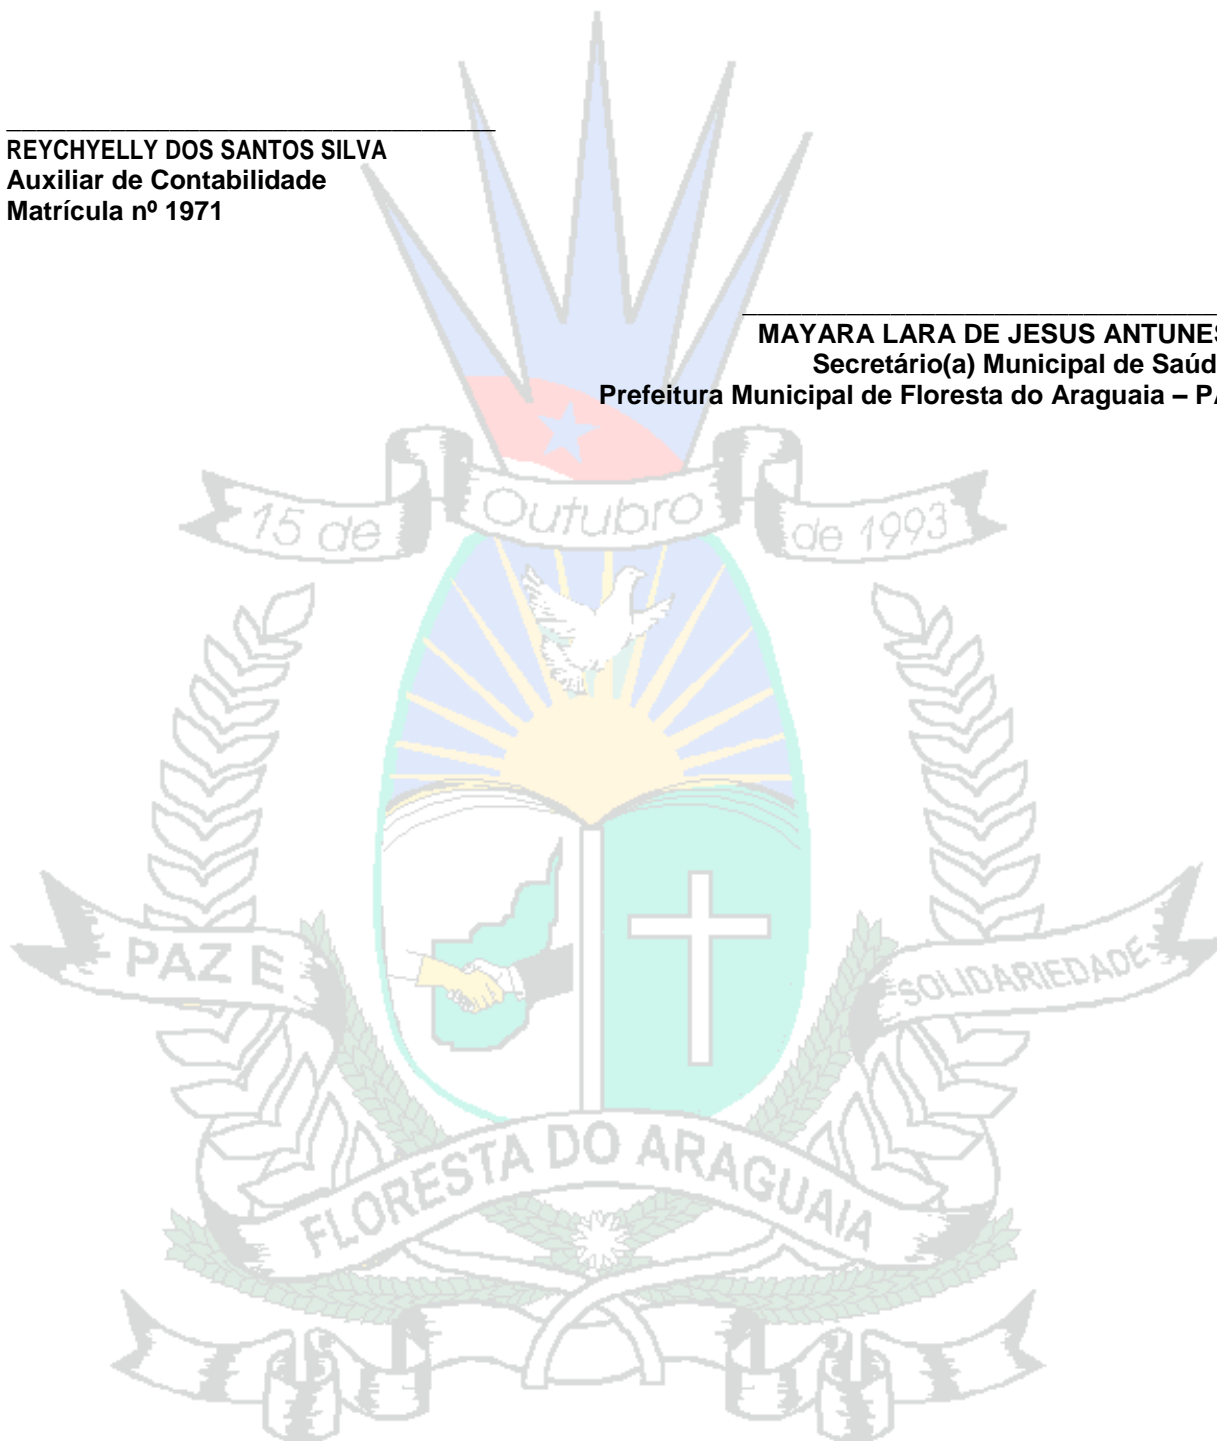 REYCHYELLY DOS SANTOS SILVA
Auxiliar de Contabilidade
Matrícula nº 1971
MAYARA LARA DE JESUS ANTUNES
Secretário(a) Municipal de Saúd
Prefeitura Municipal de Floresta do Araguaia – PA
15 de Outubro de 1993
PAZ E SOLIDARIEDADE
FLORESTA DO ARAGUAIA